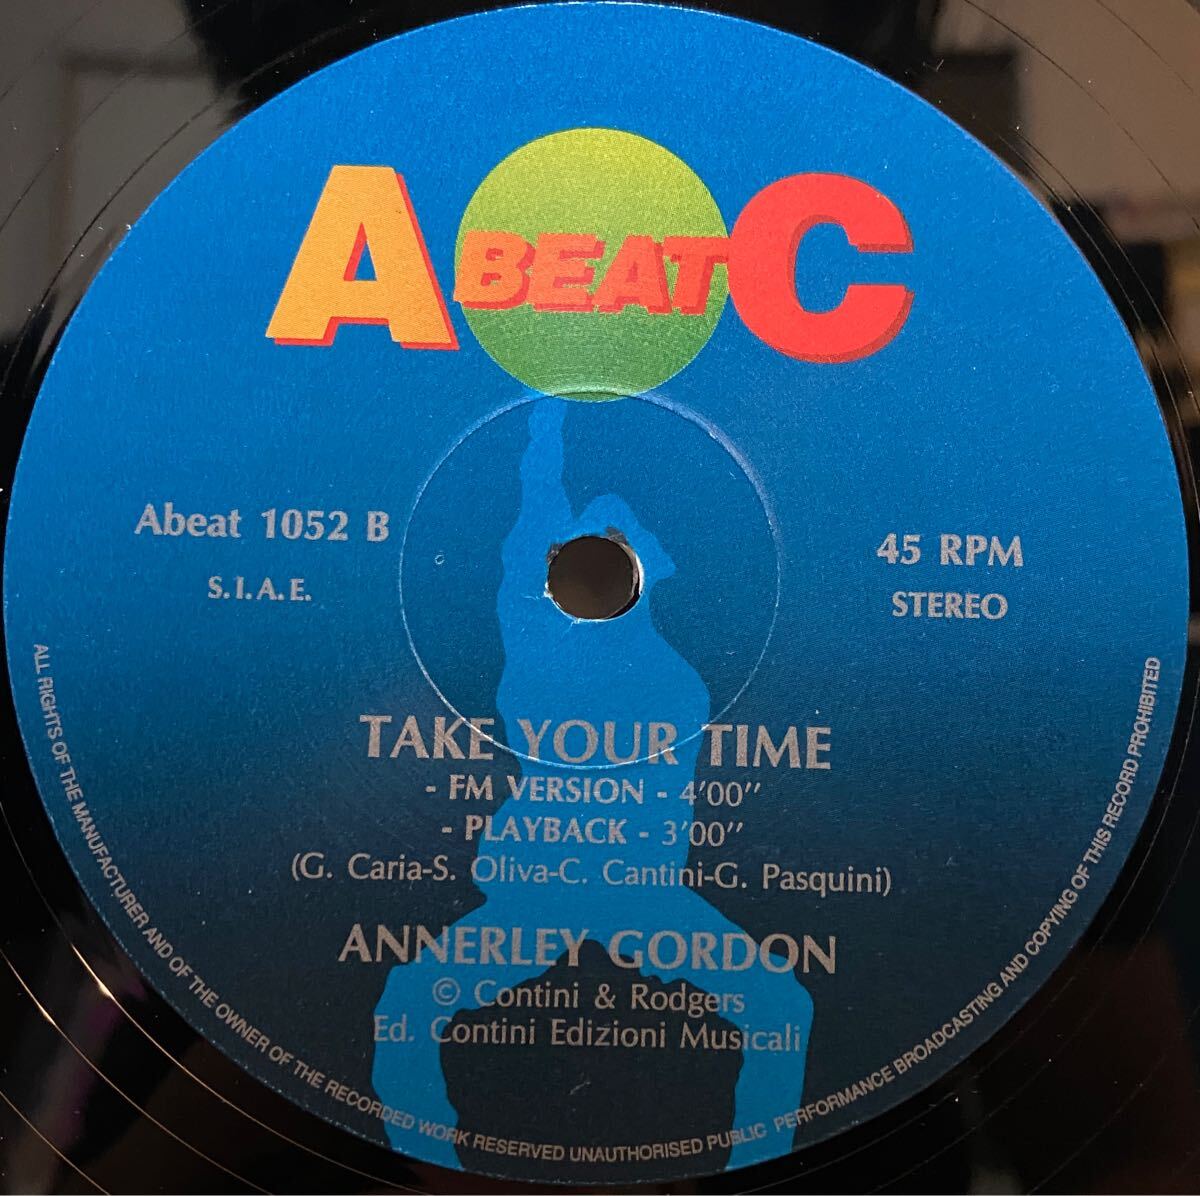 A BEAT C
Abeat 1052 B
S.I.A.E.
45 RPM
STEREO
TAKE YOUR TIME
- FM VERSION - 4'00"
- PLAYBACK - 3'00"
(G. Caria-S. Oliva-C. Cantini-G. Pasquini)
ANNERLEY GORDON
© Contini & Rodgers
Ed. Contini Edizioni Musicali
ALL RIGHTS OF THE MANUFACTURER AND OF THE OWNER OF THE RECORDED WORK RESERVED UNAUTHORISED PUBLIC PERFORMANCE BROADCASTING AND COPYING OF THIS RECORD PROHIBITED